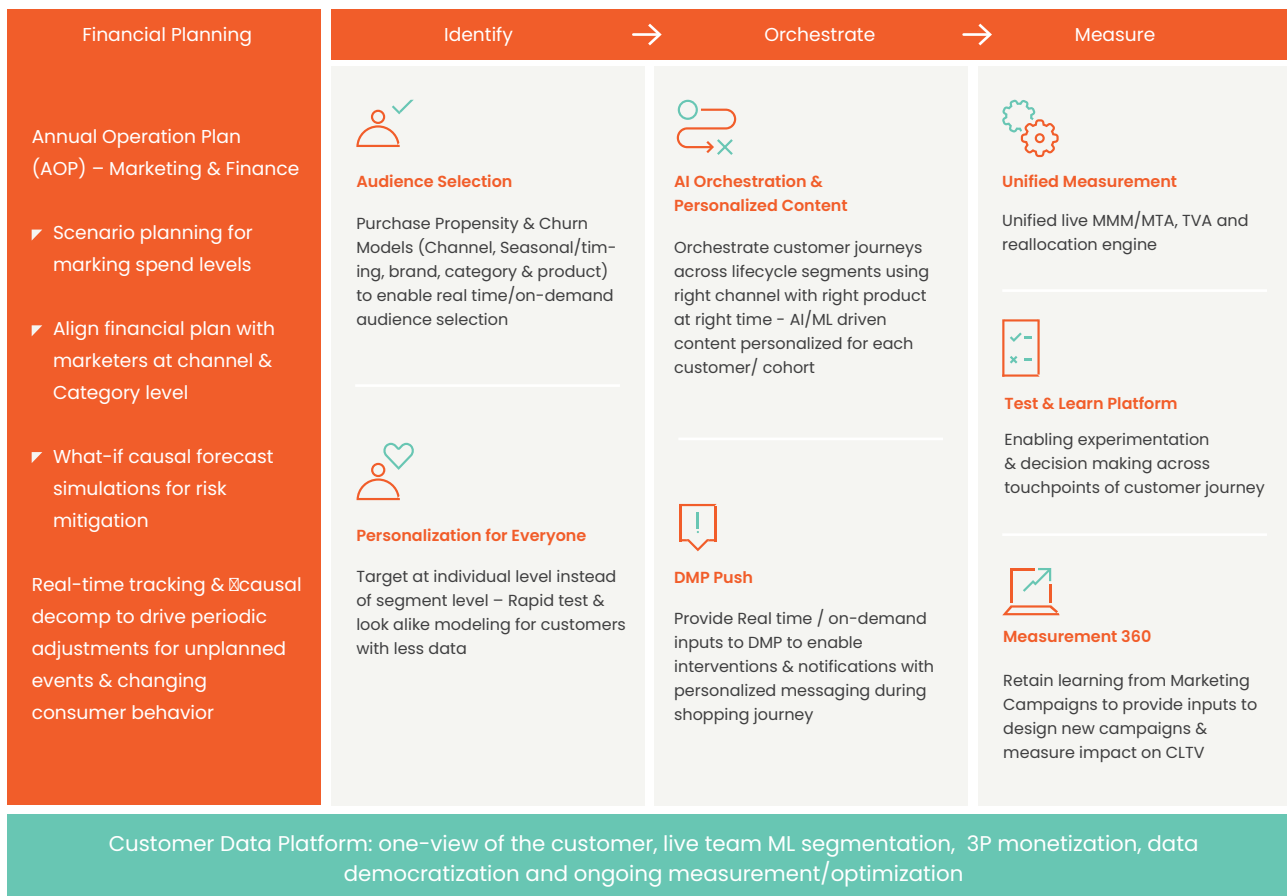 Financial Planning
Annual Operation Plan
(AOP) – Marketing & Finance
Scenario planning for
marking spend levels
Align financial plan with
marketers at channel &
Category level
What-if causal forecast
simulations for risk
mitigation
Real-time tracking & causal
decomp to drive periodic
adjustments for unplanned
events & changing
consumer behavior
Identify
Audience Selection
Purchase Propensity & Churn
Models (Channel, Seasonal/tim-
ing, brand, category & product)
to enable real time/on-demand
audience selection
Personalization for Everyone
Target at individual level instead
of segment level – Rapid test &
look alike modeling for customers
with less data
Orchestrate
AI Orchestration &
Personalized Content
Orchestrate customer journeys
across lifecycle segments using
right channel with right product
at right time - AI/ML driven
content personalized for each
customer/ cohort
DMP Push
Provide Real time / on-demand
inputs to DMP to enable
interventions & notifications with
personalized messaging during
shopping journey
Measure
Unified Measurement
Unified live MMM/MTA, TVA and
reallocation engine
Test & Learn Platform
Enabling experimentation
& decision making across
touchpoints of customer journey
Measurement 360
Retain learning from Marketing
Campaigns to provide inputs to
design new campaigns &
measure impact on CLTV
Customer Data Platform: one-view of the customer, live team ML segmentation, 3P monetization, data
democratization and ongoing measurement/optimization